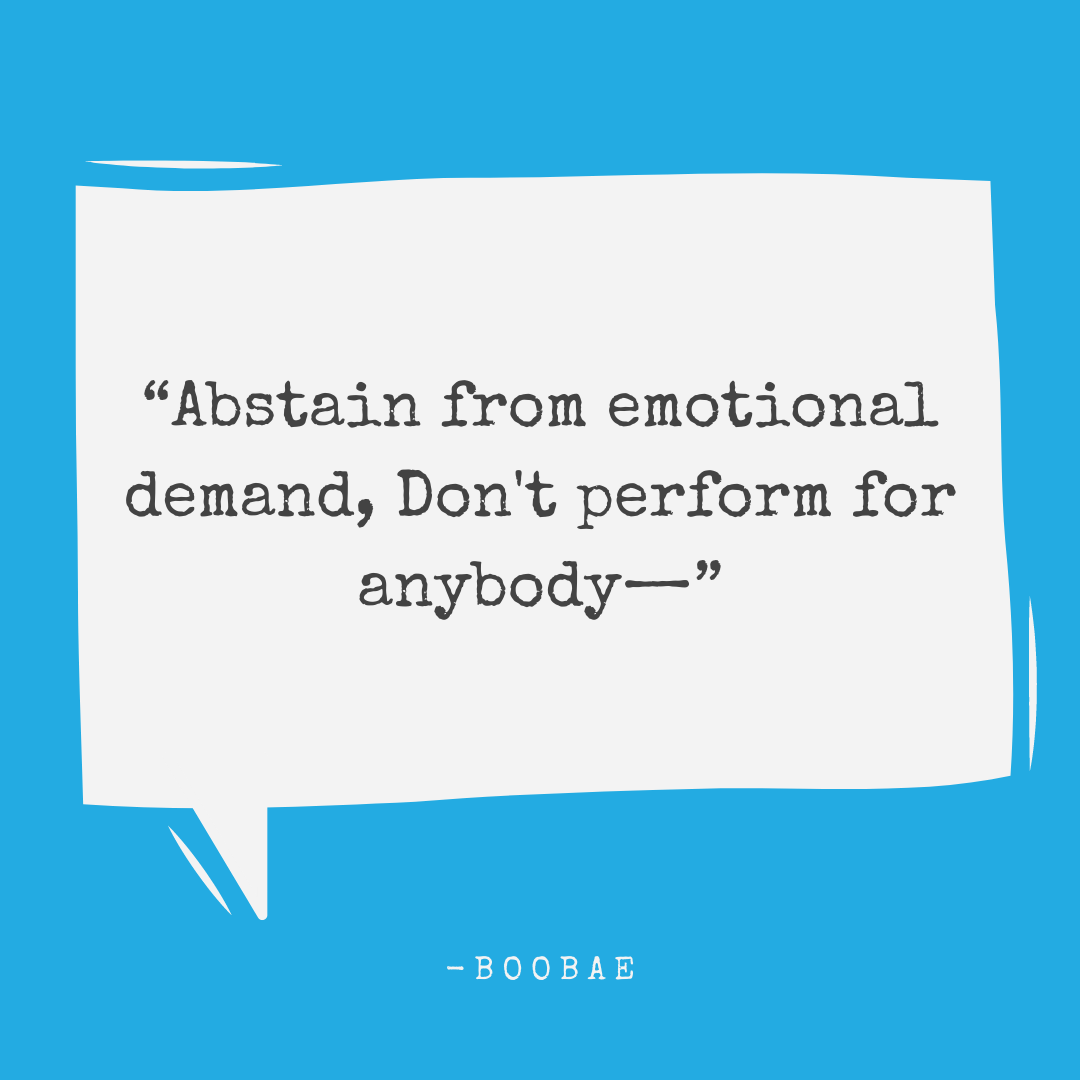 “Abstain from emotional
demand, Don't perform for
anybody—”
–BOOBAE